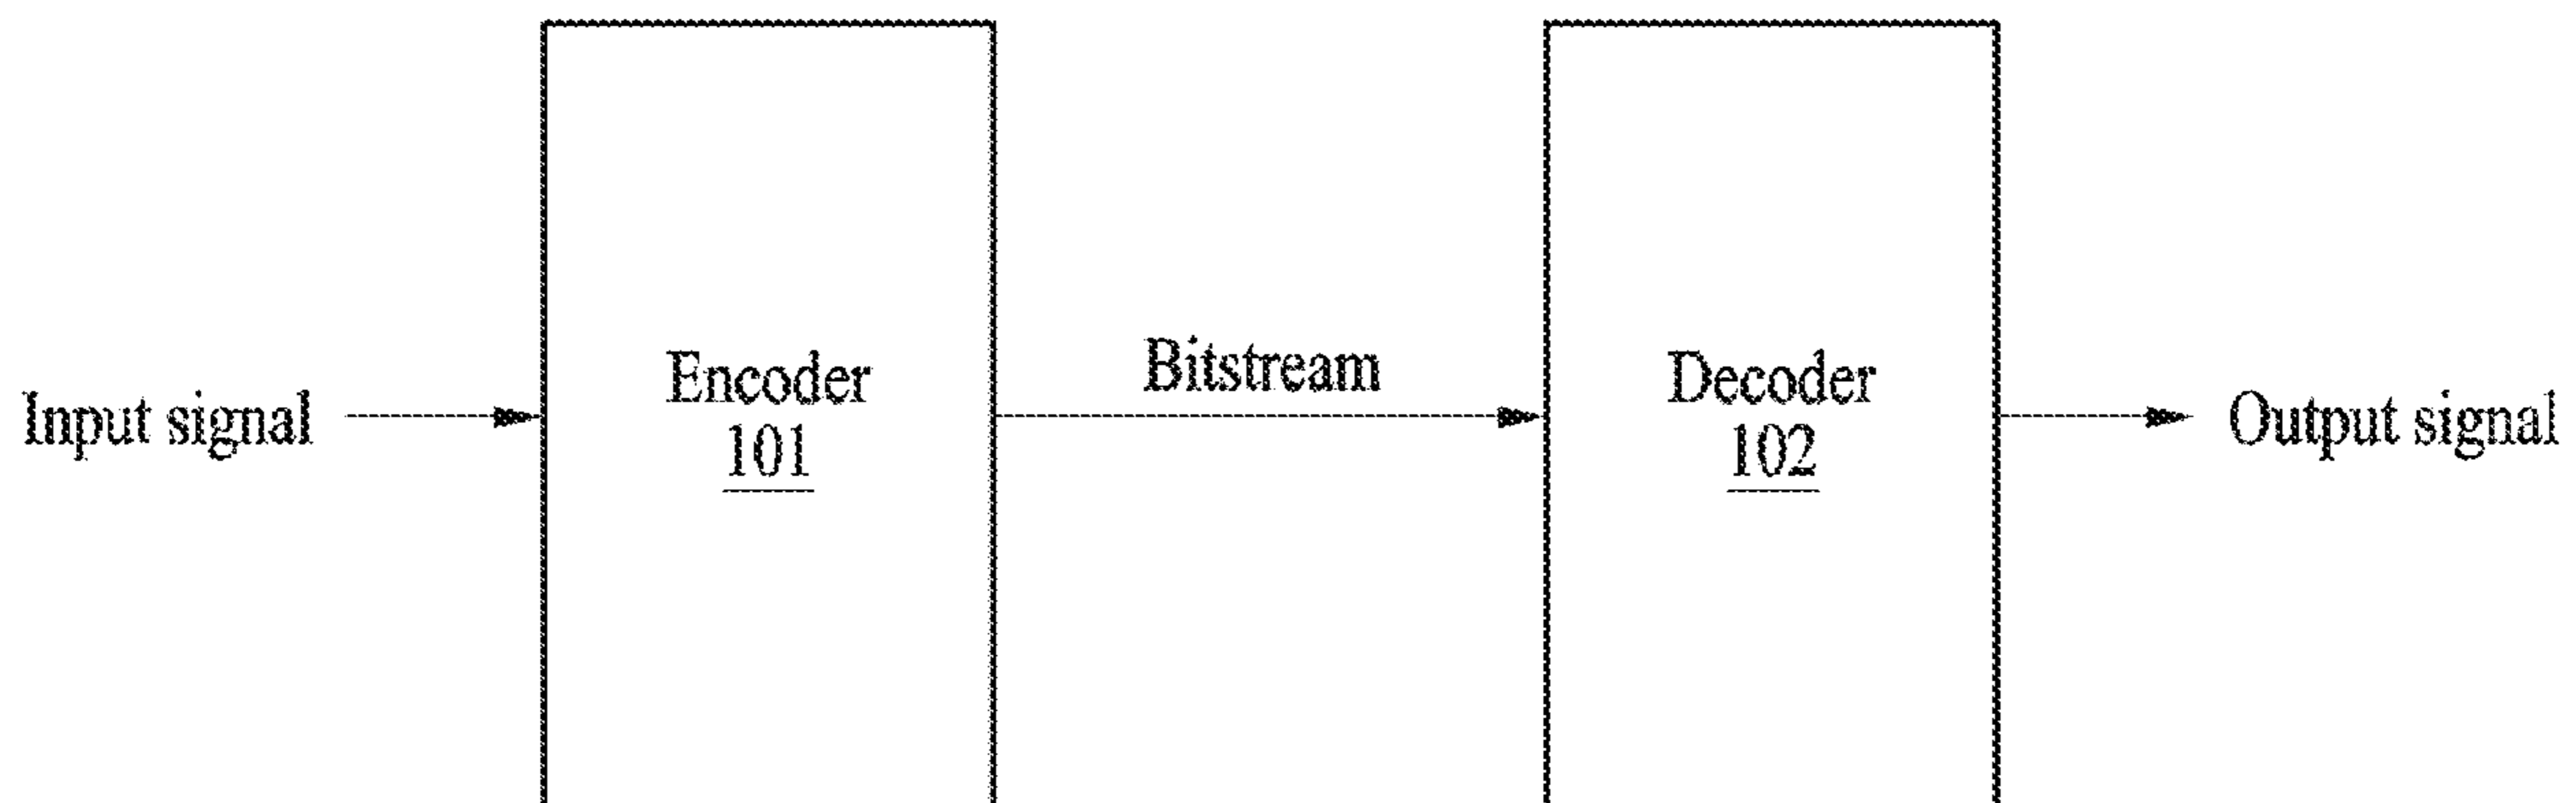 Input signal
Encoder
101
Bitstream
Decoder
102
Output signal